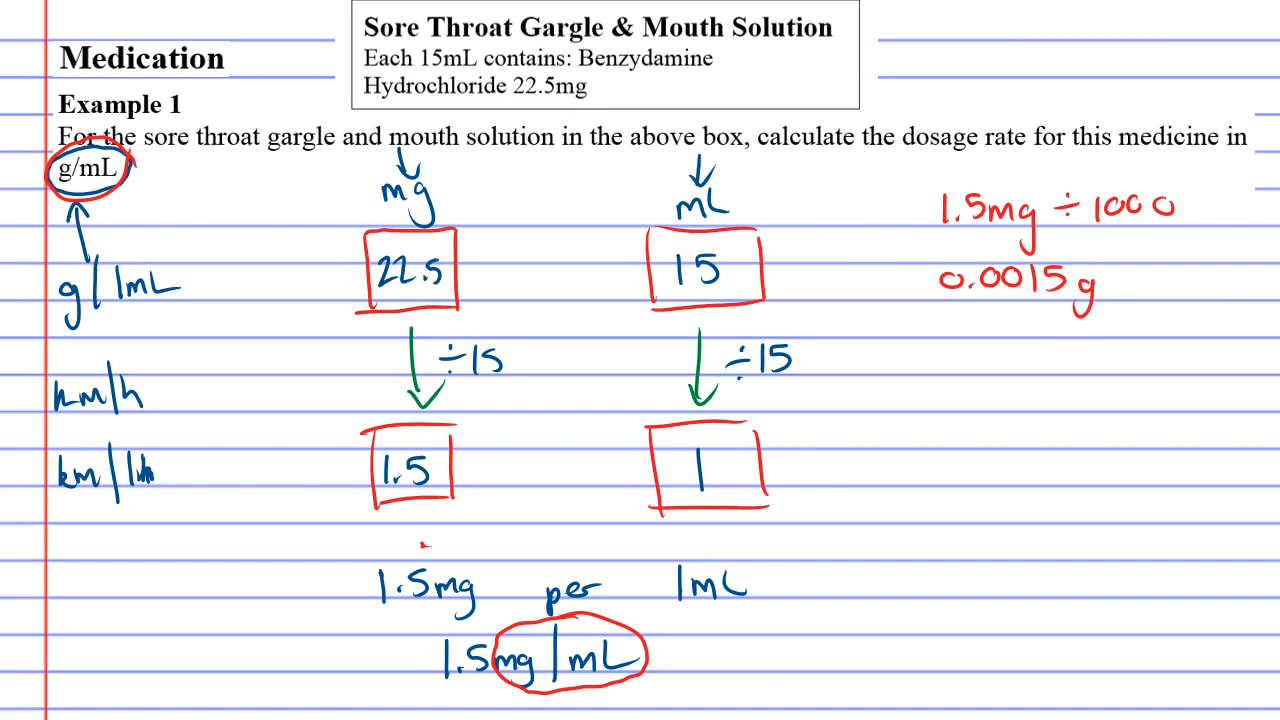 Sore Throat Gargle & Mouth Solution
Each 15mL contains: Benzydamine
Hydrochloride 22.5mg
Medication
Example 1
For the sore throat gargle and mouth solution in the above box, calculate the dosage rate for this medicine in
g/mL
mg mL
1.5mg ÷ 1000
22.5 15
0.0015g
g/1mL
÷15 ÷15
km/h
1.5 1
km/1h
1.5mg per 1mL
1.5mg/mL